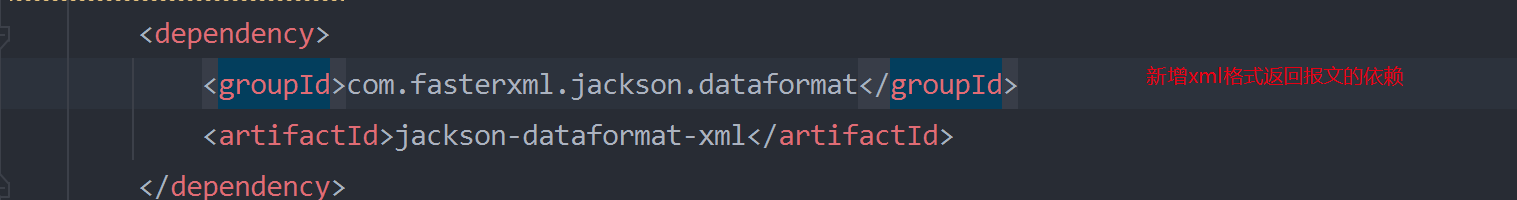 <dependency>
<groupId>com.fasterxml.jackson.dataformat</groupId> 新增xml格式返回报文的依赖
<artifactId>jackson-dataformat-xml</artifactId>
</dependency>